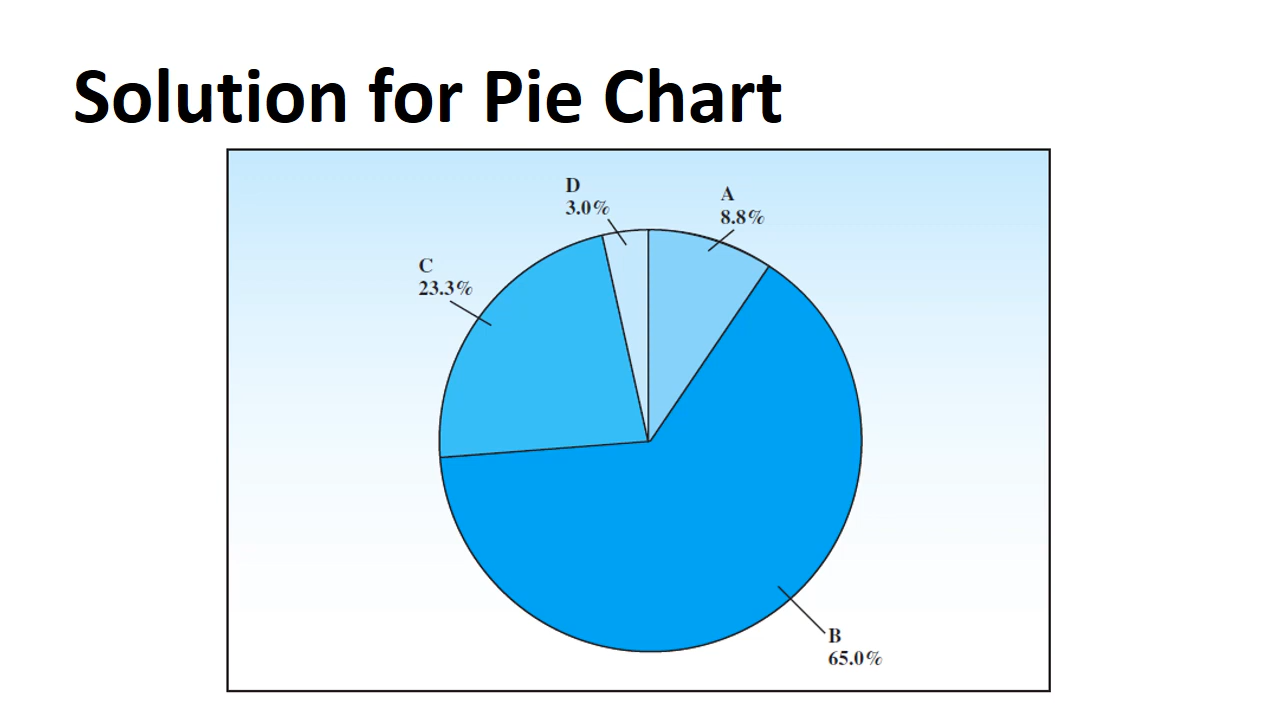 Solution for Pie Chart
D
3.0%
A
8.8%
C
23.3%
B
65.0%